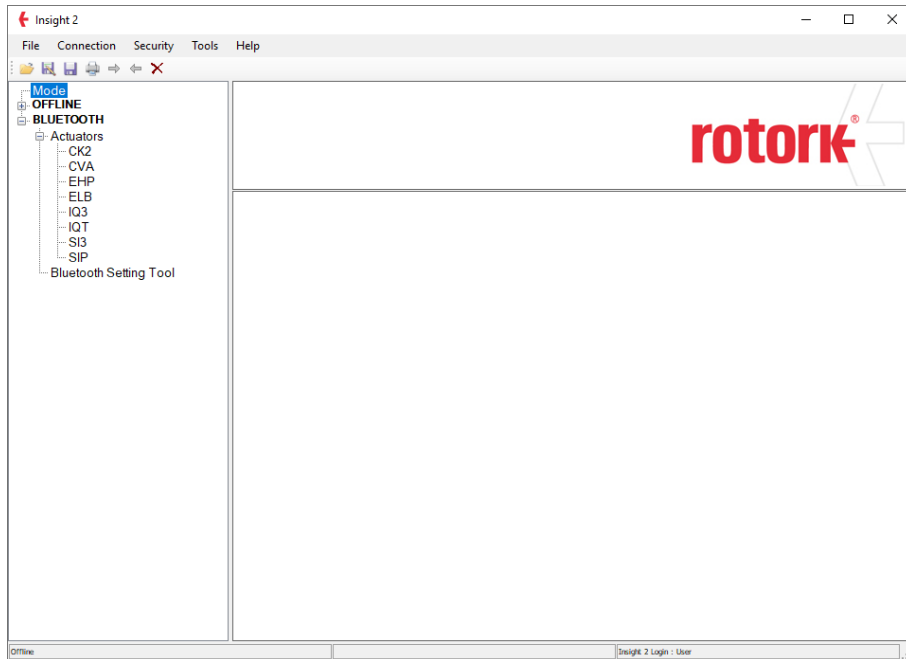 Insight 2
File Connection Security Tools Help
Mode
OFFLINE
BLUETOOTH
Actuators
CK2
CVA
EHP
ELB
IQ3
IQT
SI3
SIP
Bluetooth Setting Tool
rotork®
Offline
Insight 2 Login : User